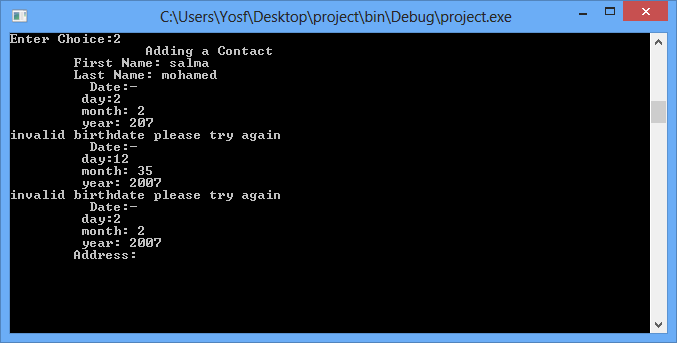 C:\Users\Yosf\Desktop\project\bin\Debug\project.exe
Enter Choice:2
Adding a Contact
First Name: salma
Last Name: mohamed
Date:-
day:2
month: 2
year: 207
invalid birthdate please try again
Date:-
day:12
month: 35
year: 2007
invalid birthdate please try again
Date:-
day:2
month: 2
year: 2007
Address: